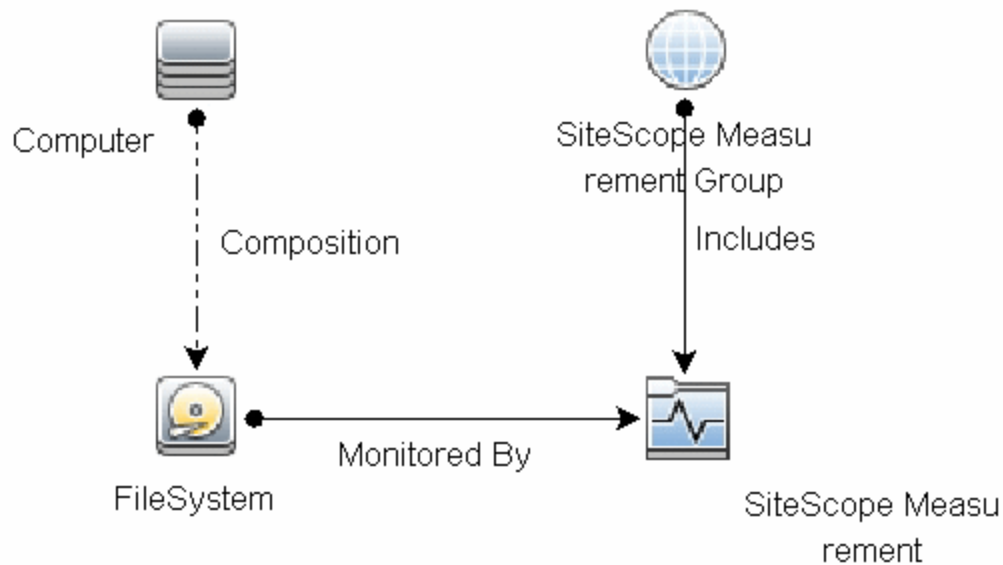 Computer
SiteScope Measu
rement Group
Composition
Includes
Monitored By
FileSystem
SiteScope Measu
rement